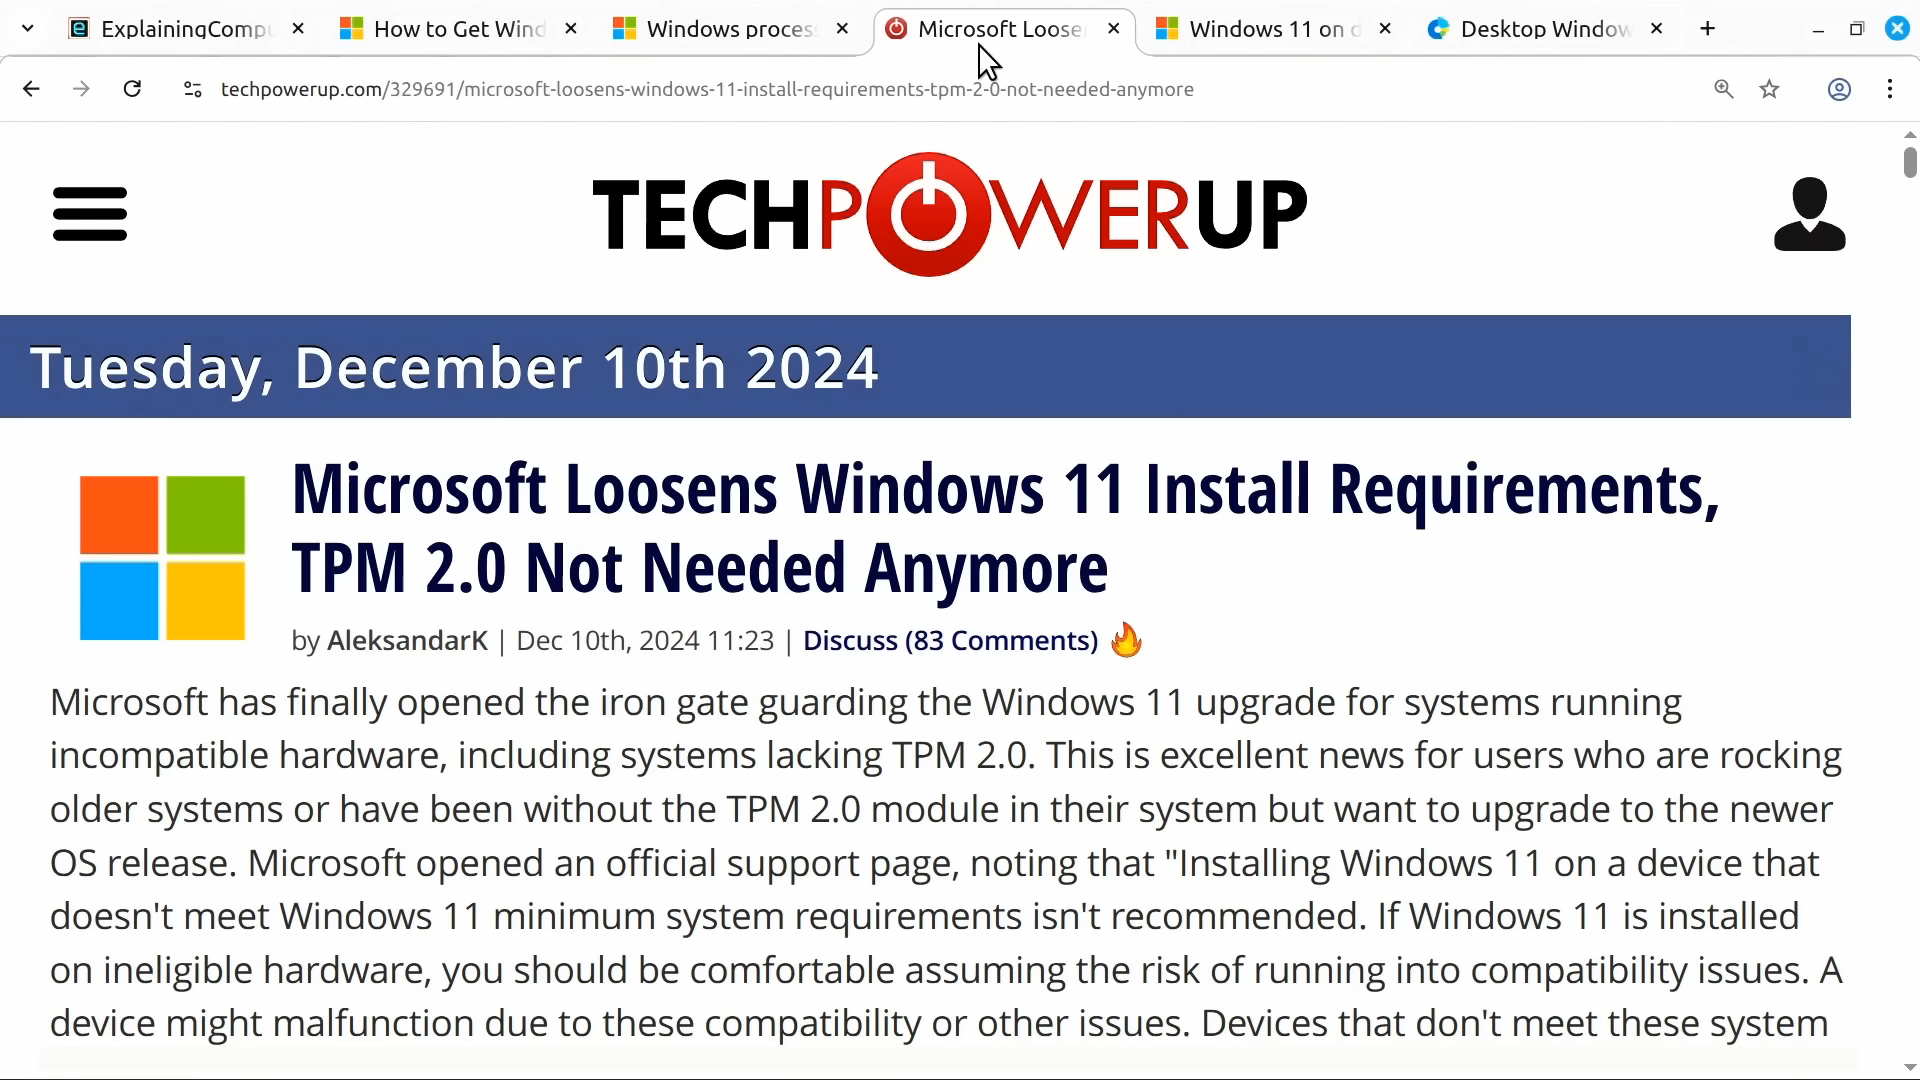 ExplainingCompu
How to Get Wind
Windows process
Microsoft Loosen
Windows 11 on d
Desktop Window
techpowerup.com/329691/microsoft-loosens-windows-11-install-requirements-tpm-2-0-not-needed-anymore
TECHPOWERUP
Tuesday, December 10th 2024
Microsoft Loosens Windows 11 Install Requirements,
TPM 2.0 Not Needed Anymore
by AleksandarK | Dec 10th, 2024 11:23 | Discuss (83 Comments)
Microsoft has finally opened the iron gate guarding the Windows 11 upgrade for systems running
incompatible hardware, including systems lacking TPM 2.0. This is excellent news for users who are rocking
older systems or have been without the TPM 2.0 module in their system but want to upgrade to the newer
OS release. Microsoft opened an official support page, noting that "Installing Windows 11 on a device that
doesn't meet Windows 11 minimum system requirements isn't recommended. If Windows 11 is installed
on ineligible hardware, you should be comfortable assuming the risk of running into compatibility issues. A
device might malfunction due to these compatibility or other issues. Devices that don't meet these system